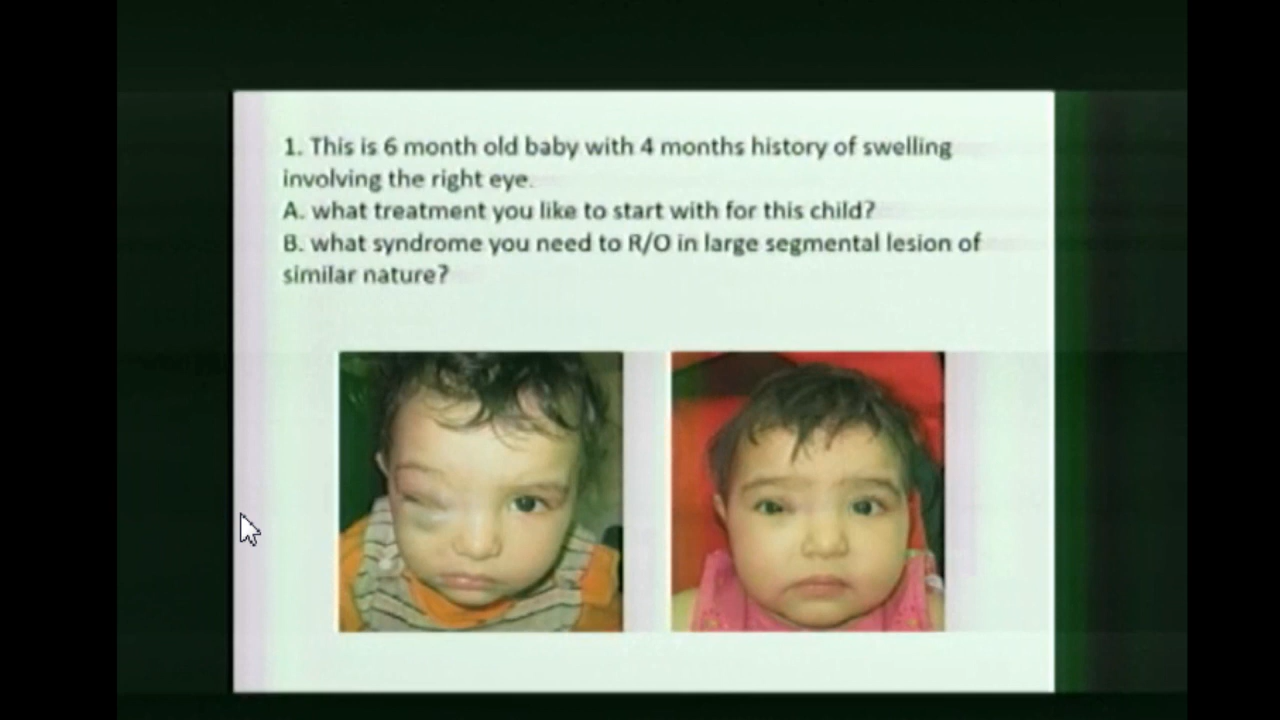 1. This is 6 month old baby with 4 months history of swelling
involving the right eye.
A. what treatment you like to start with for this child?
B. what syndrome you need to R/O in large segmental lesion of
similar nature?